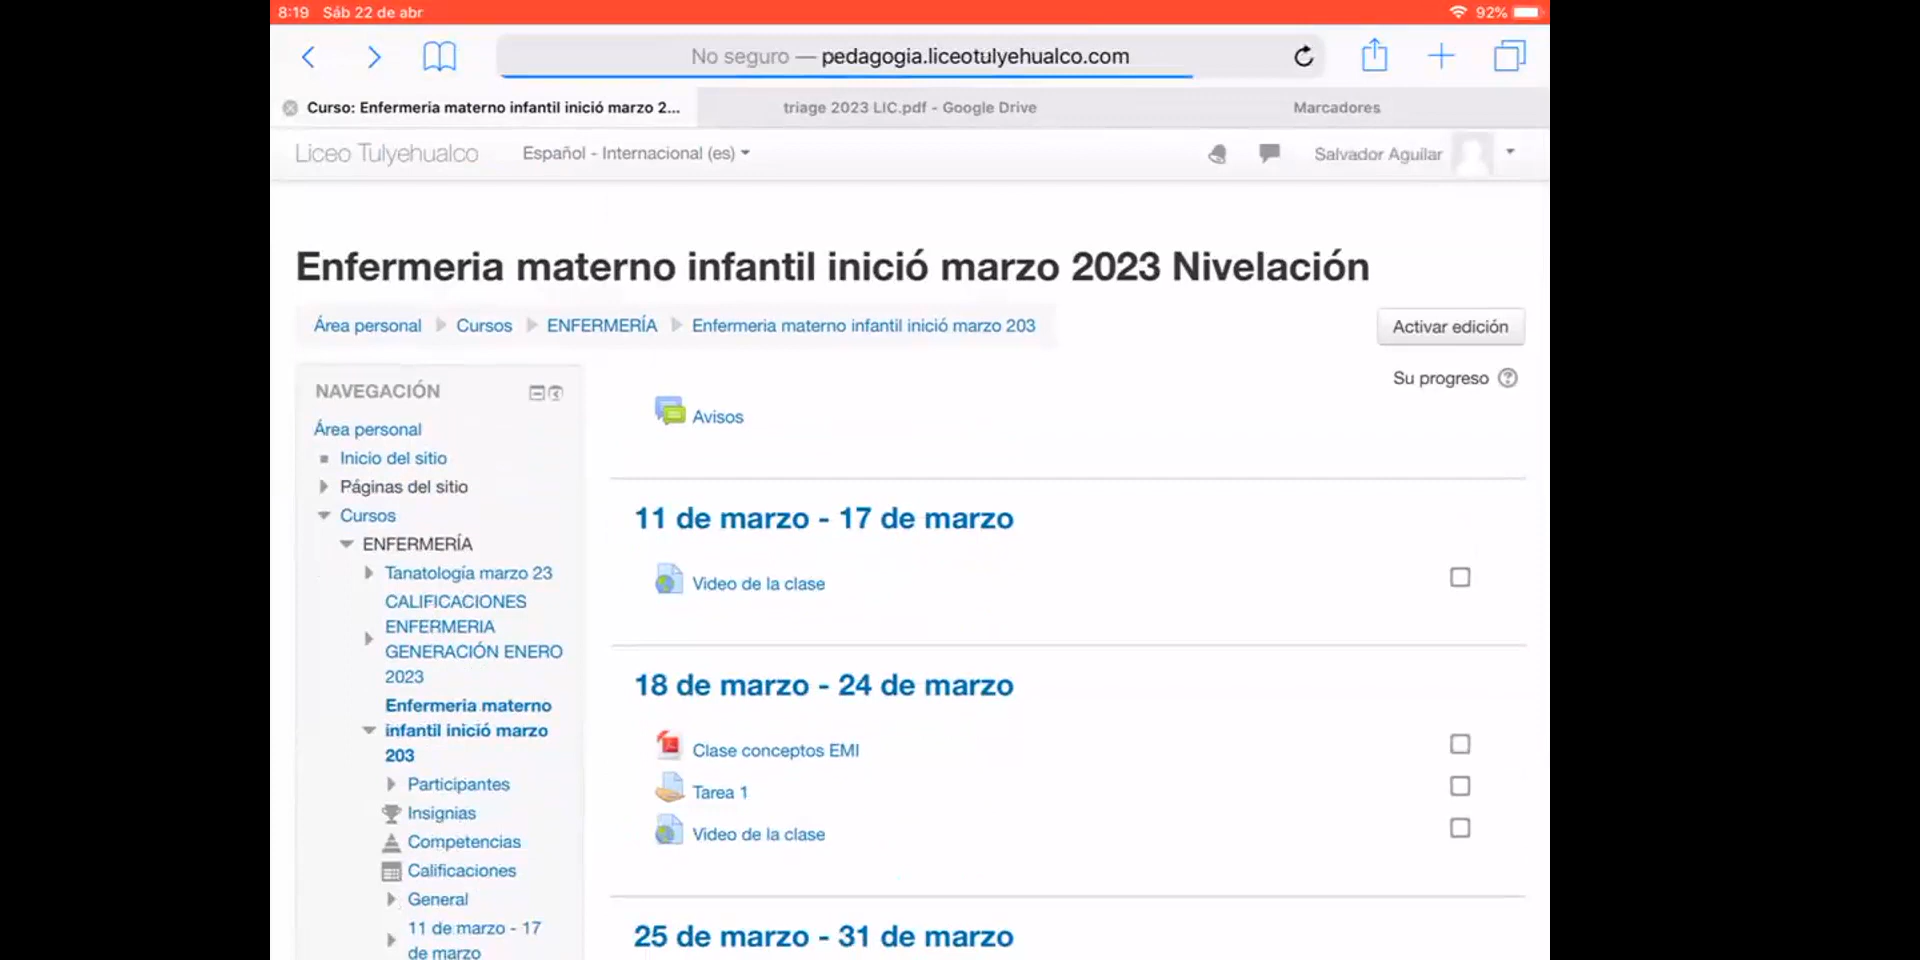 8:19 Sáb 22 de abr 92%
No seguro — pedagogia.liceotulyehualco.com
Curso: Enfermeria materno infantil inició marzo 2... triage 2023 LIC.pdf - Google Drive Marcadores
Liceo Tulyehualco Español - Internacional (es) Salvador Aguilar
Enfermeria materno infantil inició marzo 2023 Nivelación
Área personal Cursos ENFERMERÍA Enfermeria materno infantil inició marzo 203 Activar edición
Su progreso
NAVEGACIÓN
Área personal
Inicio del sitio
Páginas del sitio
Cursos
ENFERMERÍA
Tanatología marzo 23
CALIFICACIONES
ENFERMERIA
GENERACIÓN ENERO
2023
Enfermeria materno
infantil inició marzo
203
Participantes
Insignias
Competencias
Calificaciones
General
11 de marzo - 17
de marzo
Avisos
11 de marzo - 17 de marzo
Video de la clase
18 de marzo - 24 de marzo
Clase conceptos EMI
Tarea 1
Video de la clase
25 de marzo - 31 de marzo